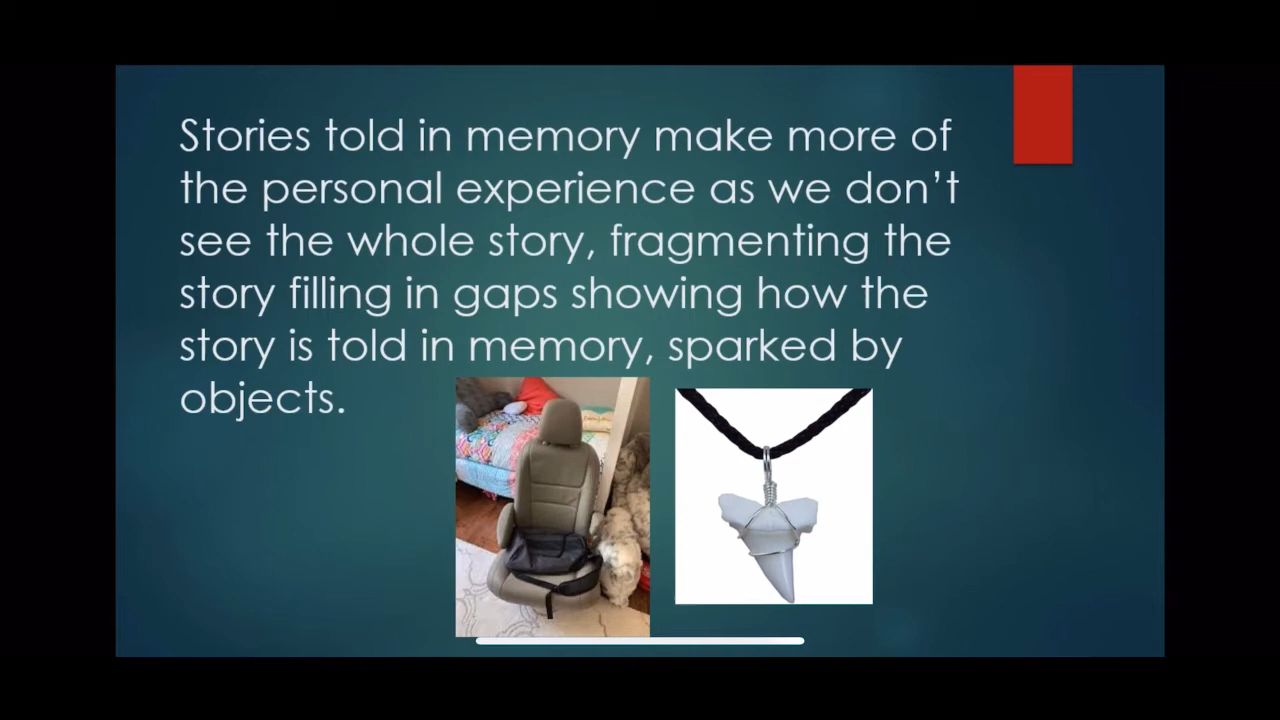 Stories told in memory make more of
the personal experience as we don’t
see the whole story, fragmenting the
story filling in gaps showing how the
story is told in memory, sparked by
objects.